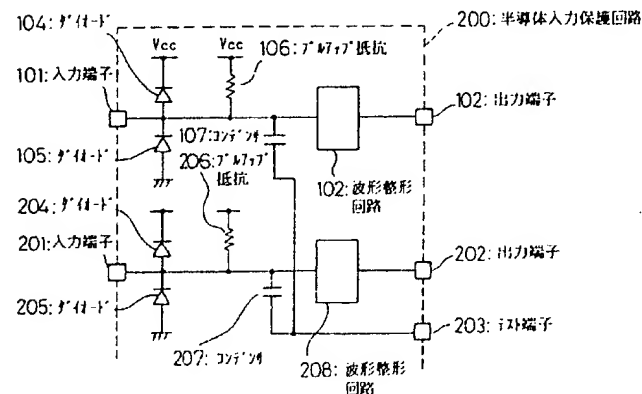 104: ダイオード
Vcc
Vcc
106: プルアップ抵抗
200: 半導体入力保護回路
101: 入力端子
102: 出力端子
107: コンデンサ
105: ダイオード
206: プルアップ
抵抗
102: 波形整形
回路
204: ダイオード
201: 入力端子
202: 出力端子
205: ダイオード
203: テスト端子
207: コンデンサ
208: 波形整形
回路